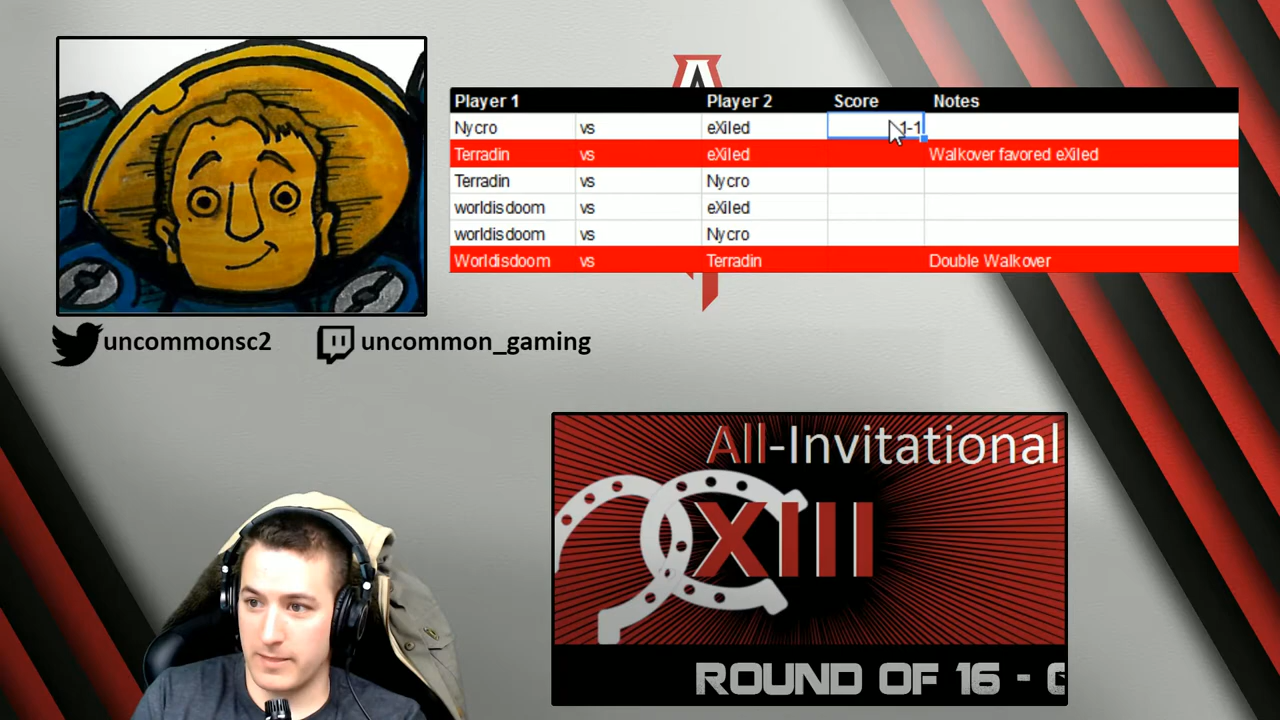 Player 1 Player 2 Score Notes
Nycro vs eXiled 1-1
Terradin vs eXiled Walkover favored eXiled
Terradin vs Nycro
worldisdoom vs eXiled
worldisdoom vs Nycro
Worldisdoom vs Terradin Double Walkover
uncommonsc2 uncommon_gaming
All-Invitational
XIII
ROUND OF 16 -